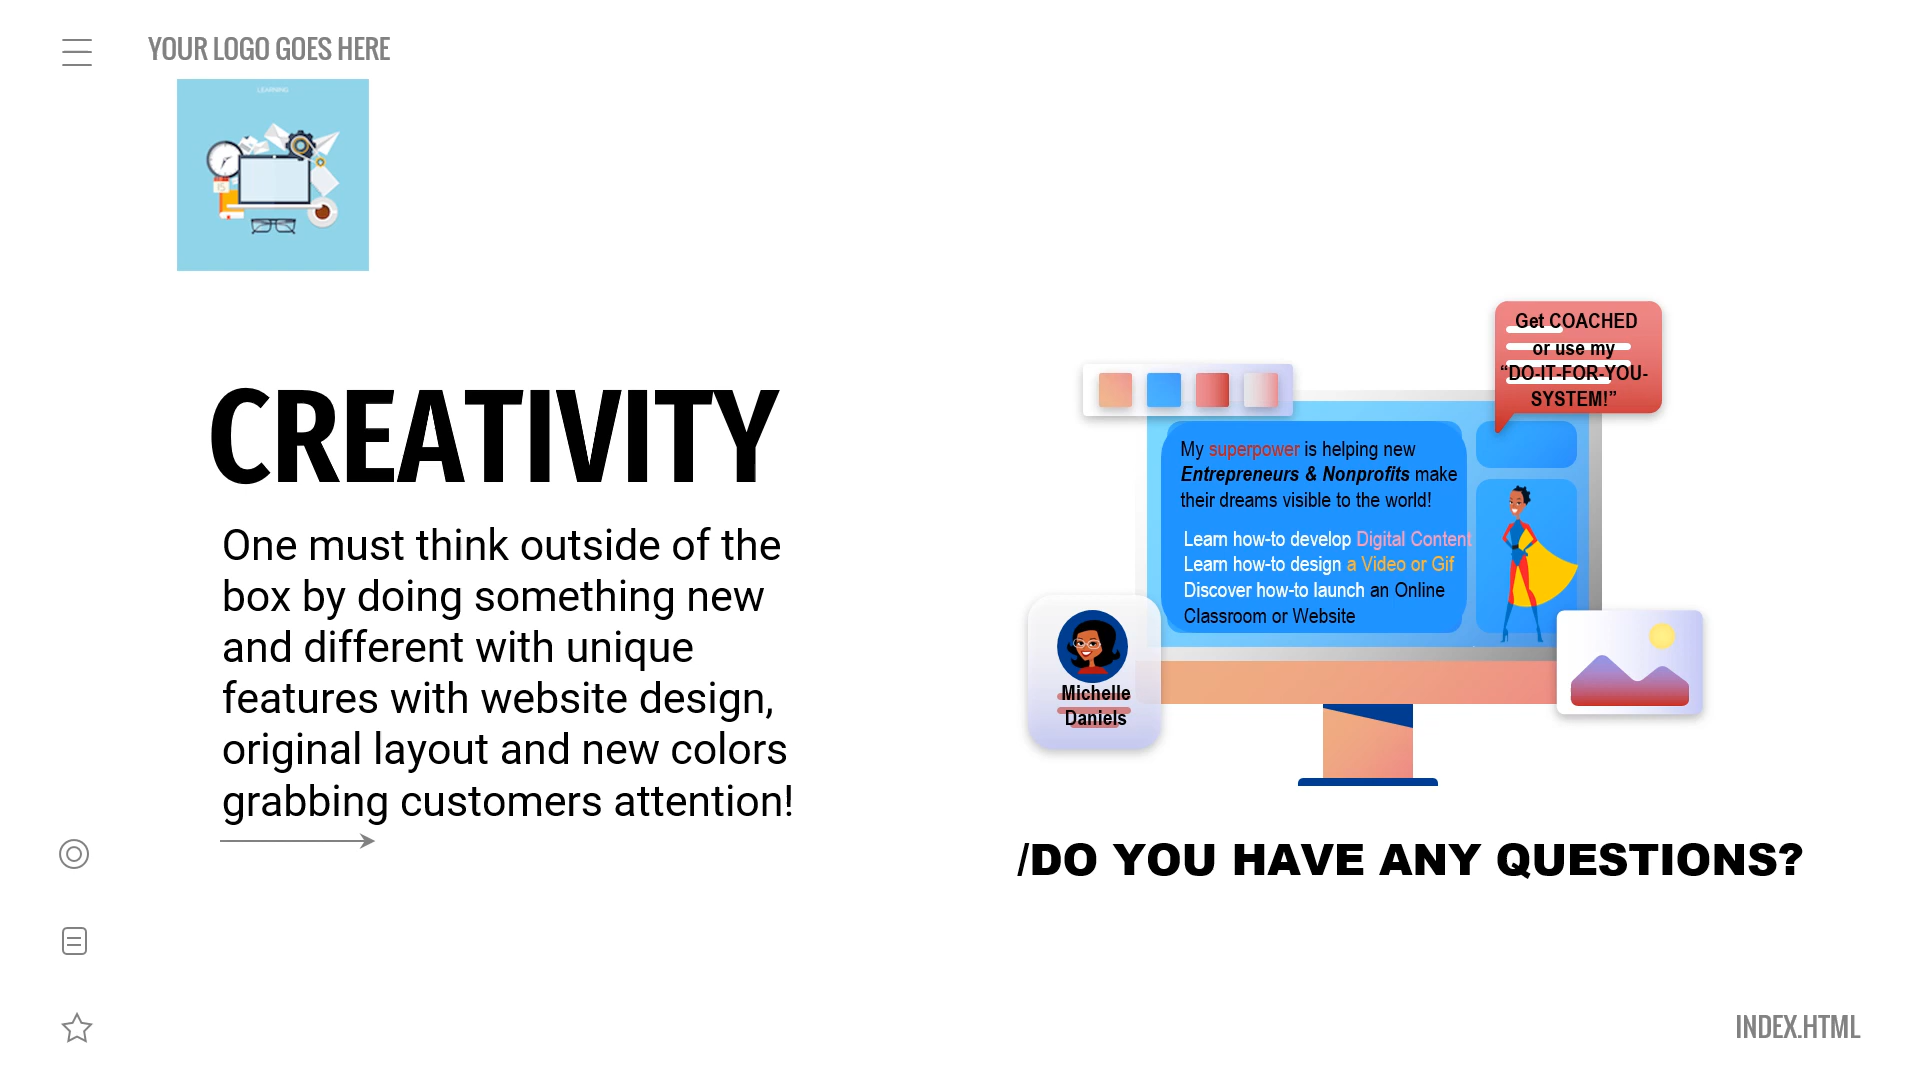 YOUR LOGO GOES HERE
LEARNING
CREATIVITY
One must think outside of the
box by doing something new
and different with unique
features with website design,
original layout and new colors
grabbing customers attention!
Get COACHED
or use my
“DO-IT-FOR-YOU-
SYSTEM!”
My superpower is helping new
Entrepreneurs & Nonprofits make
their dreams visible to the world!
Learn how-to develop Digital Content
Learn how-to design a Video or Gif
Discover how-to launch an Online
Classroom or Website
Michelle
Daniels
/DO YOU HAVE ANY QUESTIONS?
INDEX.HTML